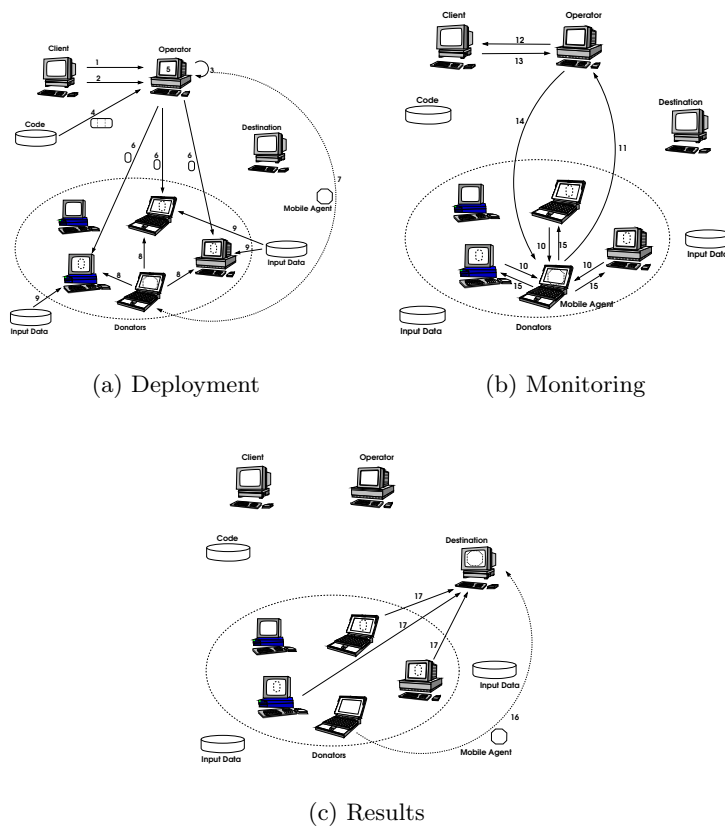 Client
Operator
1
2
5
3
4
Code
6
6
6
Destination
7
Mobile Agent
9
8
9
Input Data
8
8
9
Input Data
Donators
(a) Deployment
Client
Operator
12
13
Code
Destination
14
11
10
15
10
10
15
15
Input Data
Mobile Agent
Input Data
Donators
(b) Monitoring
Client
Operator
Code
Destination
17
17
17
Input Data
16
Input Data
Donators
Mobile Agent
(c) Results